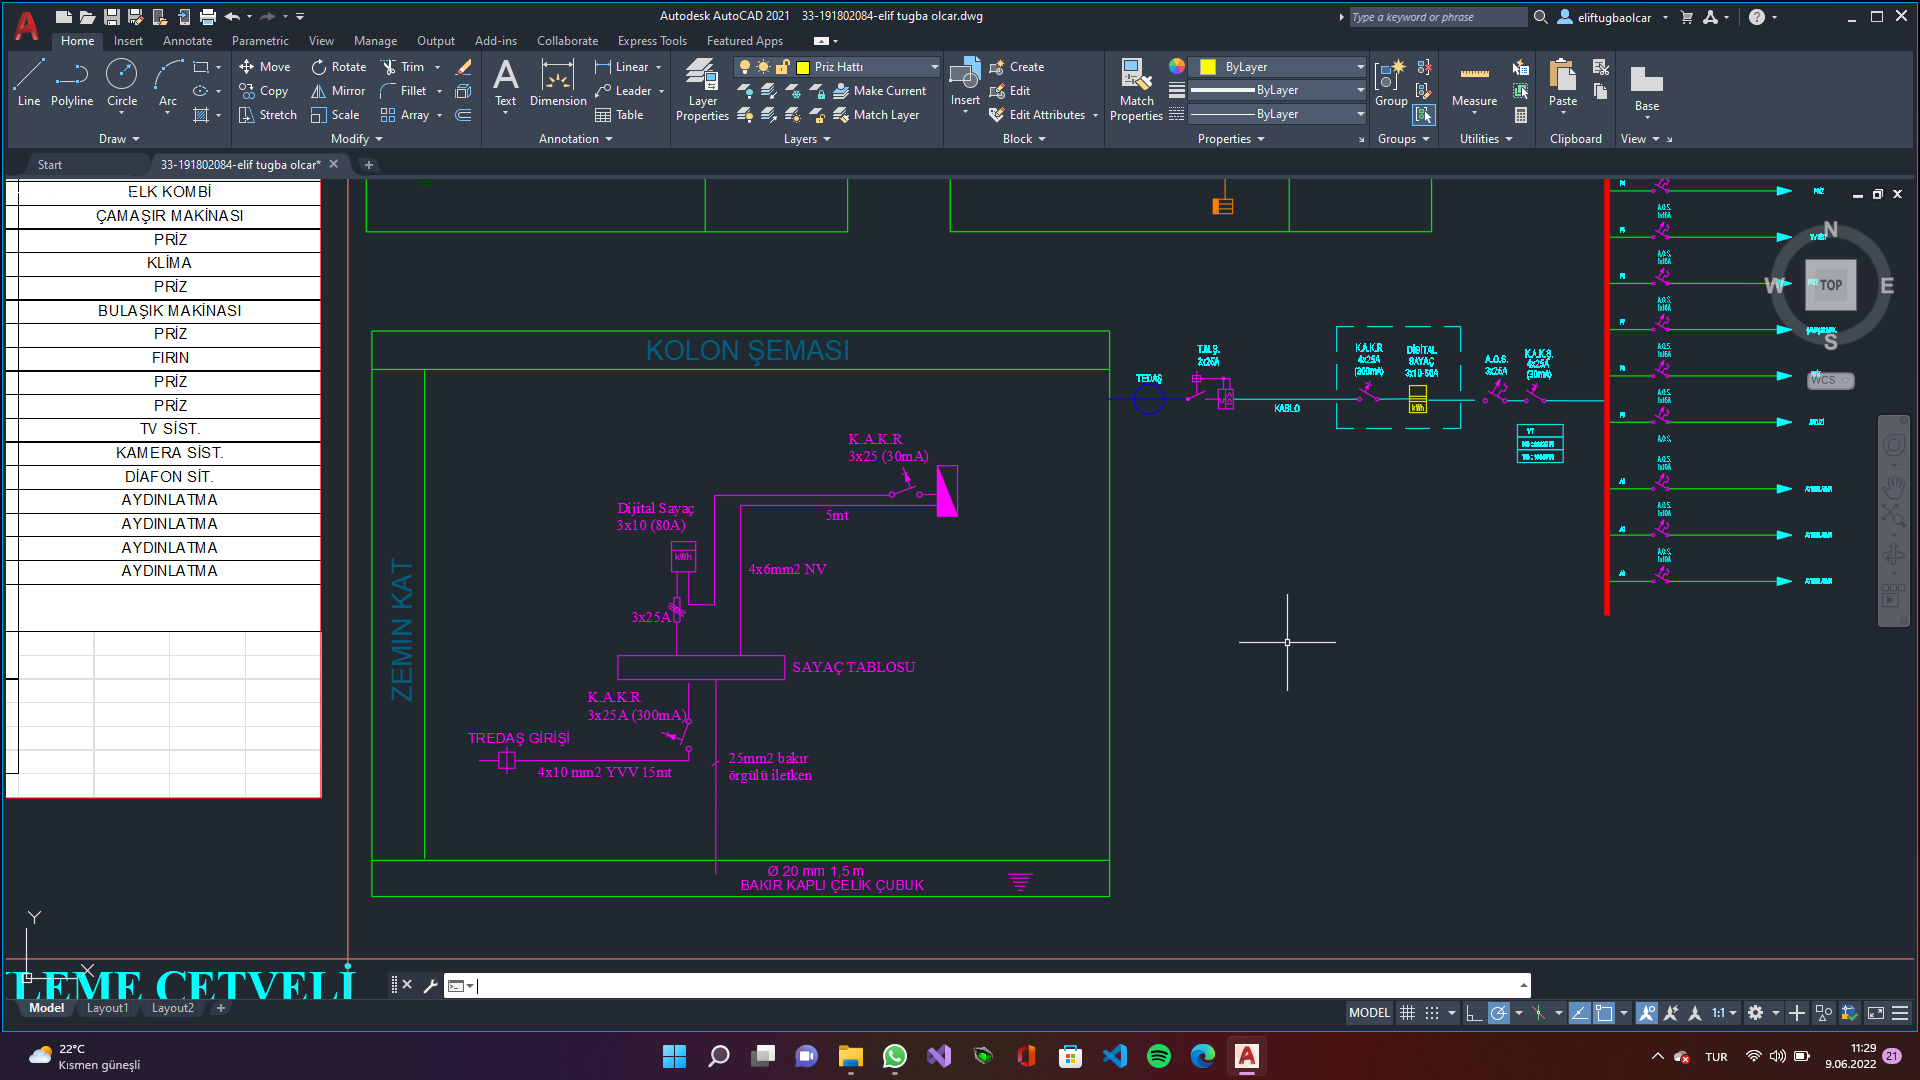 Autodesk AutoCAD 2021   33-191802084-elif tugba olcar.dwg
Type a keyword or phrase
eliftugbaolcar
Home Insert Annotate Parametric View Manage Output Add-ins Collaborate Express Tools Featured Apps
Line
Polyline
Circle
Arc
Draw
Move
Rotate
Trim
Copy
Mirror
Fillet
Stretch
Scale
Array
Modify
Text
Dimension
Linear
Leader
Table
Annotation
Layer
Properties
Priz Hattı
Make Current
Match Layer
Layers
Insert
Create
Edit
Edit Attributes
Block
Match
Properties
ByLayer
ByLayer
ByLayer
Properties
Group
Groups
Measure
Utilities
Paste
Clipboard
Base
View
Start
33-191802084-elif tugba olcar*
ELK KOMBİ
ÇAMAŞIR MAKİNASI
PRİZ
KLİMA
PRİZ
BULAŞIK MAKİNASI
PRİZ
FIRIN
PRİZ
PRİZ
TV SİST.
KAMERA SİST.
DİAFON SİT.
AYDINLATMA
AYDINLATMA
AYDINLATMA
AYDINLATMA
KOLON ŞEMASI
ZEMIN KAT
K.A.K.R
3x25 (30mA)
Dijital Sayaç
3x10 (80A)
kWh
5mt
4x6mm2 NV
3x25A
SAYAÇ TABLOSU
K.A.K.R
3x25A (300mA)
TREDAŞ GİRİŞİ
4x10 mm2 YVV 15mt
25mm2 bakır
örgülü iletken
Ø 20 mm 1,5 m
BAKIR KAPLI ÇELİK ÇUBUK
TEDAŞ
T.M.Ş.
2x25A
KABLO
K.A.K.R
4x25A
(300mA)
DİGİTAL
SAYAÇ
3x10-80A
kWh
A.O.S.
3x25A
K.A.K.Ş.
4x25A
(30mA)
N
W
TOP
E
S
WCS
Y
X
LEME CETVELİ
Model
Layout1
Layout2
MODEL
1:1
22°C
Kısmen güneşli
TUR
11:29
9.06.2022
21